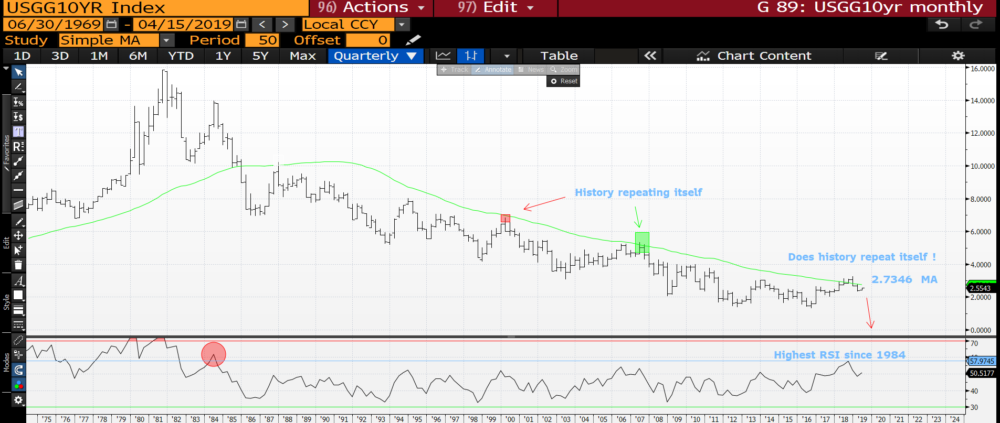 USGG10YR Index 96) Actions 97) Edit G 89: USGG10yr monthly
06/30/1969 - 04/15/2019 < > Local CCY
Study Simple MA Period 50 Offset 0
1D 3D 1M 6M YTD 1Y 5Y Max Quarterly Table Chart Content
Track Annotate News Zoom
Reset
Favorites
Edit
Style
Modes
T
R
A
16.0000
14.0000
12.0000
10.0000
8.0000
6.0000
4.0000
2.5543
2.0000
0.0000
History repeating itself
Does history repeat itself !
2.7346 MA
Highest RSI since 1984
70
57.9745
50.5177
40
30
'75 '76 '77 '78 '79 '80 '81 '82 '83 '84 '85 '86 '87 '88 '89 '90 '91 '92 '93 '94 '95 '96 '97 '98 '99 '00 '01 '02 '03 '04 '05 '06 '07 '08 '09 '10 '11 '12 '13 '14 '15 '16 '17 '18 '19 '20 '21 '22 '23 '24